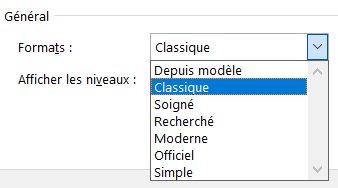 Général
Formats :
Classique
Afficher les niveaux :
Depuis modèle
Classique
Soigné
Recherché
Moderne
Officiel
Simple